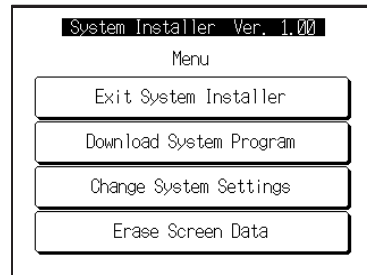 System Installer Ver. 1.00
Menu
Exit System Installer
Download System Program
Change System Settings
Erase Screen Data